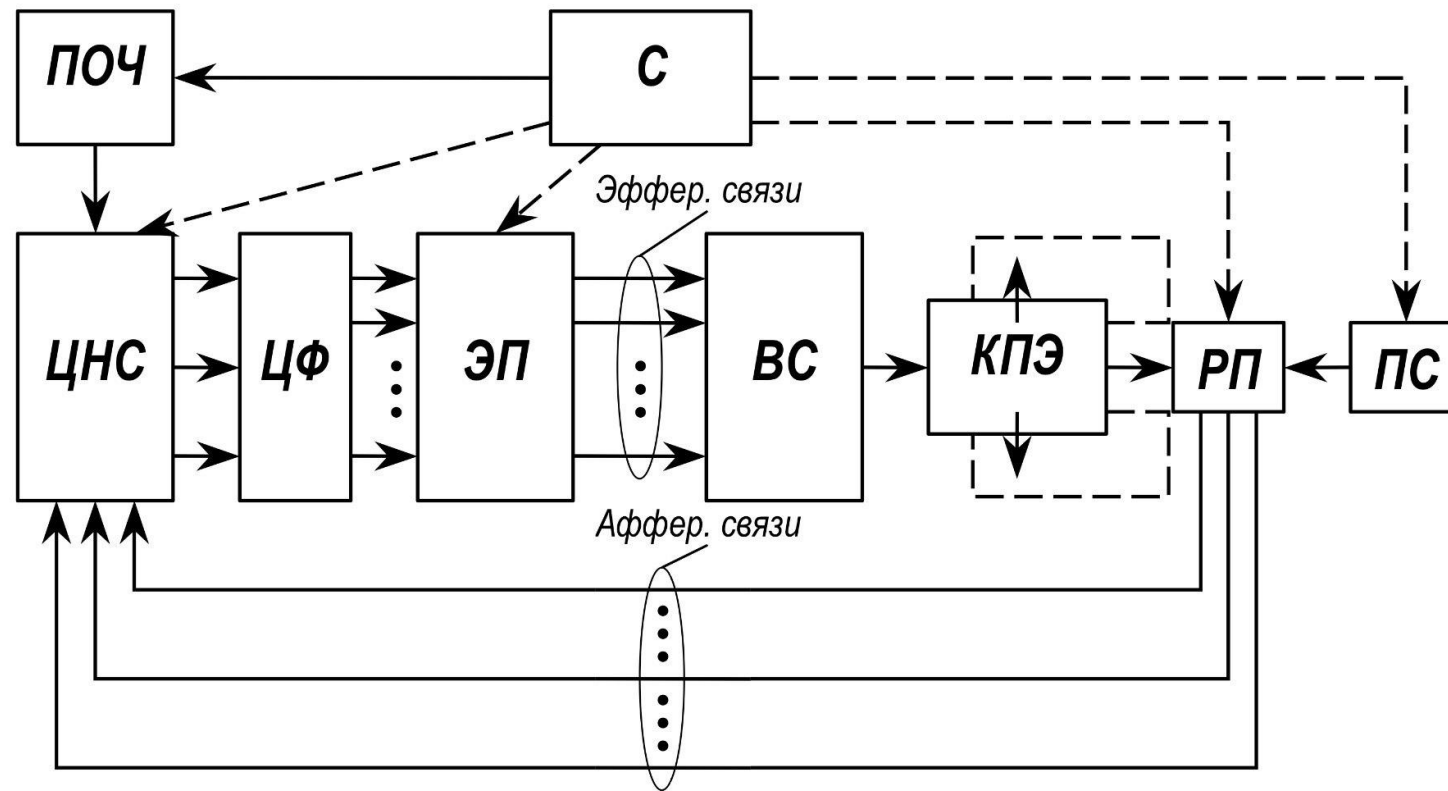 ПОЧ
С
Эффер. связи
ЦНС
ЦФ
ЭП
ВС
КПЭ
РП
ПС
Аффер. связи